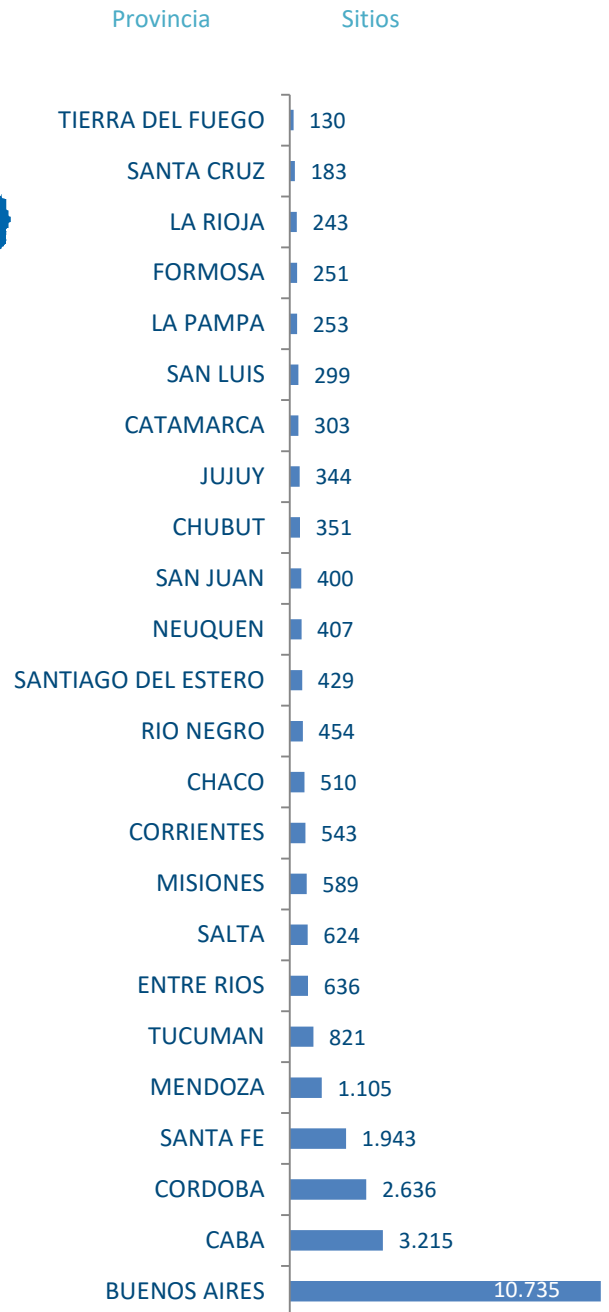 Provincia Sitios
TIERRA DEL FUEGO 130
SANTA CRUZ 183
LA RIOJA 243
FORMOSA 251
LA PAMPA 253
SAN LUIS 299
CATAMARCA 303
JUJUY 344
CHUBUT 351
SAN JUAN 400
NEUQUEN 407
SANTIAGO DEL ESTERO 429
RIO NEGRO 454
CHACO 510
CORRIENTES 543
MISIONES 589
SALTA 624
ENTRE RIOS 636
TUCUMAN 821
MENDOZA 1.105
SANTA FE 1.943
CORDOBA 2.636
CABA 3.215
BUENOS AIRES 10.735